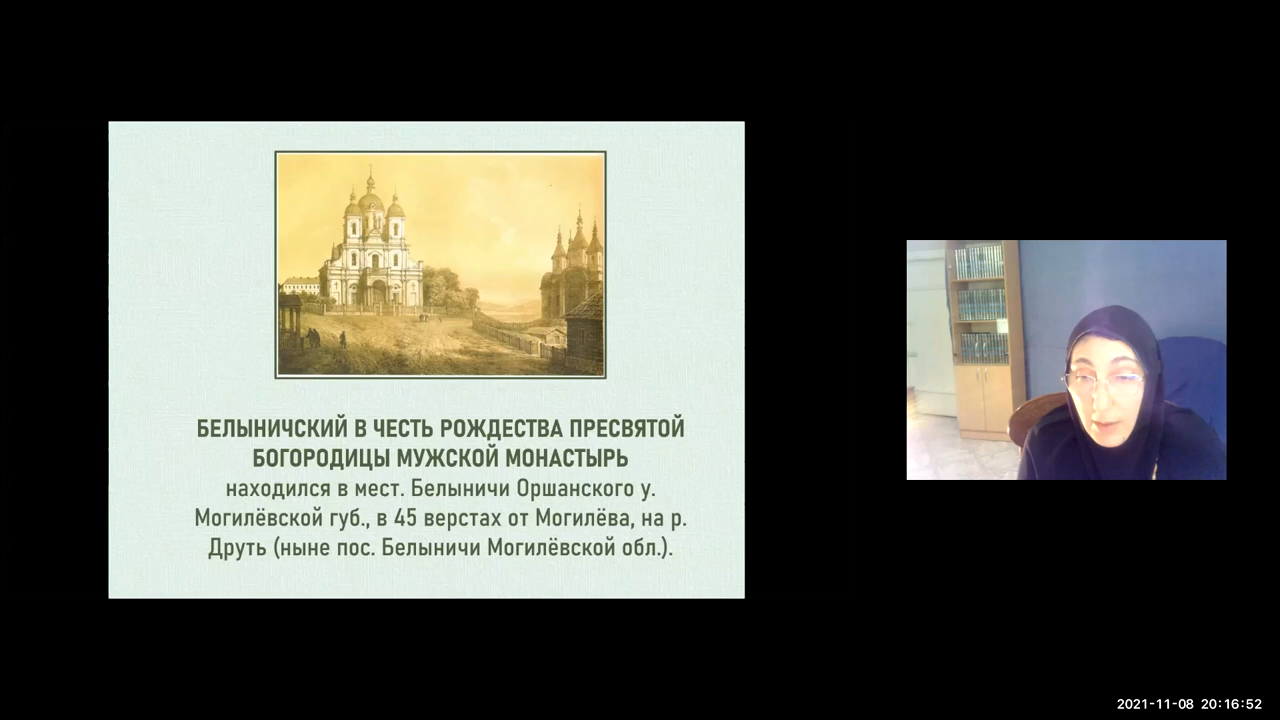 БЕЛЫНИЧСКИЙ В ЧЕСТЬ РОЖДЕСТВА ПРЕСВЯТОЙ
БОГОРОДИЦЫ МУЖСКОЙ МОНАСТЫРЬ
находился в мест. Белыничи Оршанского у.
Могилёвской губ., в 45 верстах от Могилёва, на р.
Друть (ныне пос. Белыничи Могилёвской обл.).
2021-11-08 20:16:52